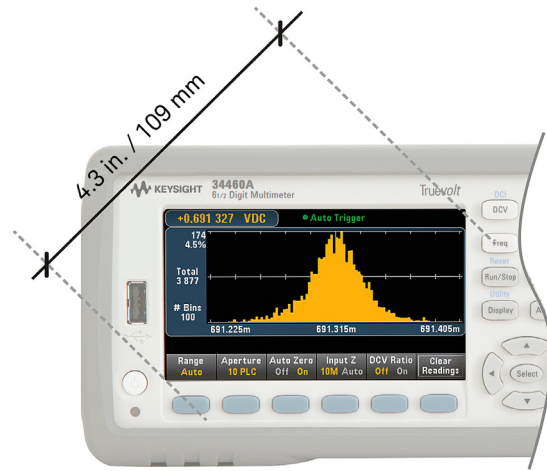 4.3 in. / 109 mm
KEYSIGHT 34460A
6 1/2 Digit Multimeter
Truevolt
DCI
DCV
+0.691 327 VDC
Auto Trigger
freq
174
4.5%
Reset
Run/Stop
Total
3 877
Utility
Display
# Bins
100
691.225m 691.315m 691.405m
Range Aperture Auto Zero Input Z DCV Ratio Clear
Auto 10 PLC Off On 10M Auto Off On Readings
Select